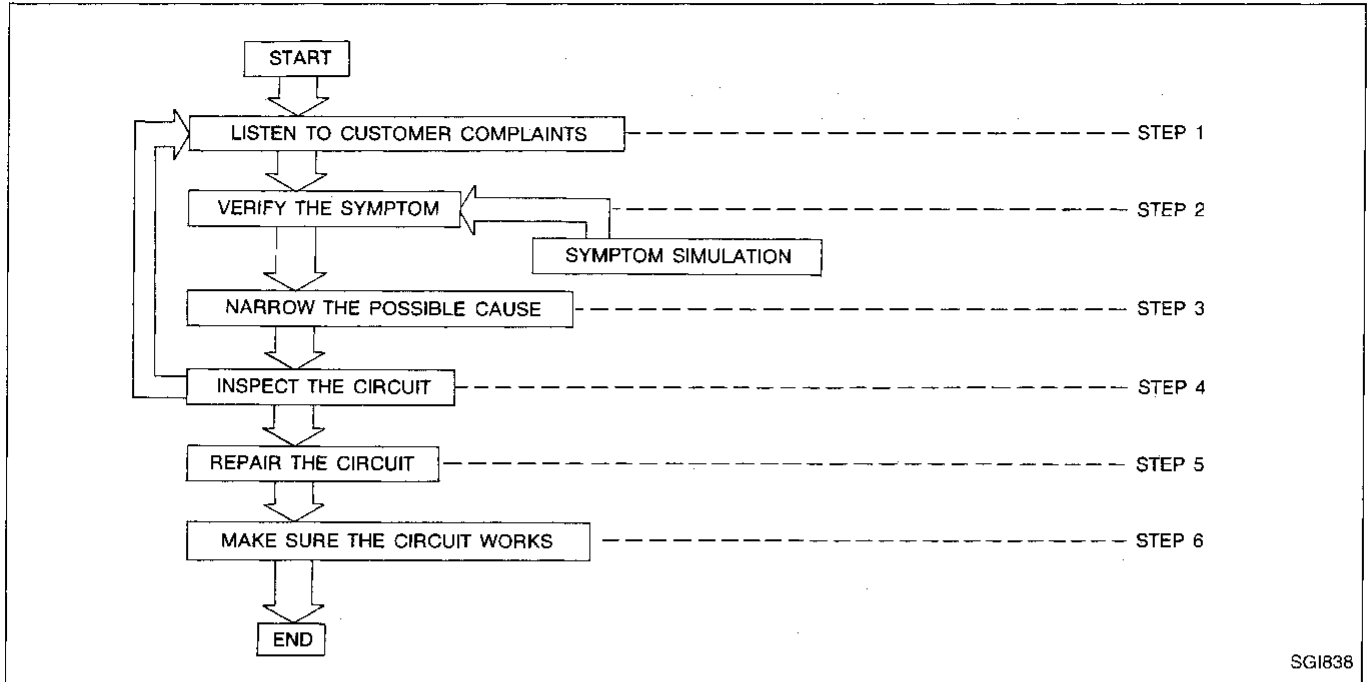 START
LISTEN TO CUSTOMER COMPLAINTS
STEP 1
VERIFY THE SYMPTOM
STEP 2
SYMPTOM SIMULATION
NARROW THE POSSIBLE CAUSE
STEP 3
INSPECT THE CIRCUIT
STEP 4
REPAIR THE CIRCUIT
STEP 5
MAKE SURE THE CIRCUIT WORKS
STEP 6
END
SGI838